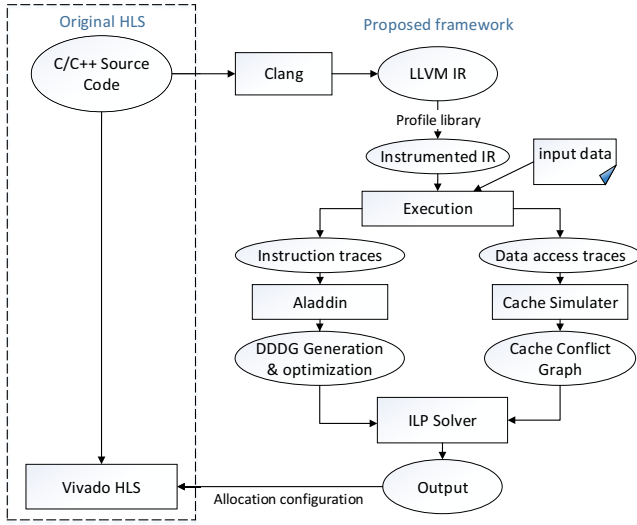 Original HLS
Proposed framework
C/C++ Source
Code
Clang
LLVM IR
Profile library
Instrumented IR
input data
Execution
Instruction traces
Data access traces
Aladdin
Cache Simulater
DDDG Generation
& optimization
Cache Conflict
Graph
ILP Solver
Vivado HLS
Allocation configuration
Output